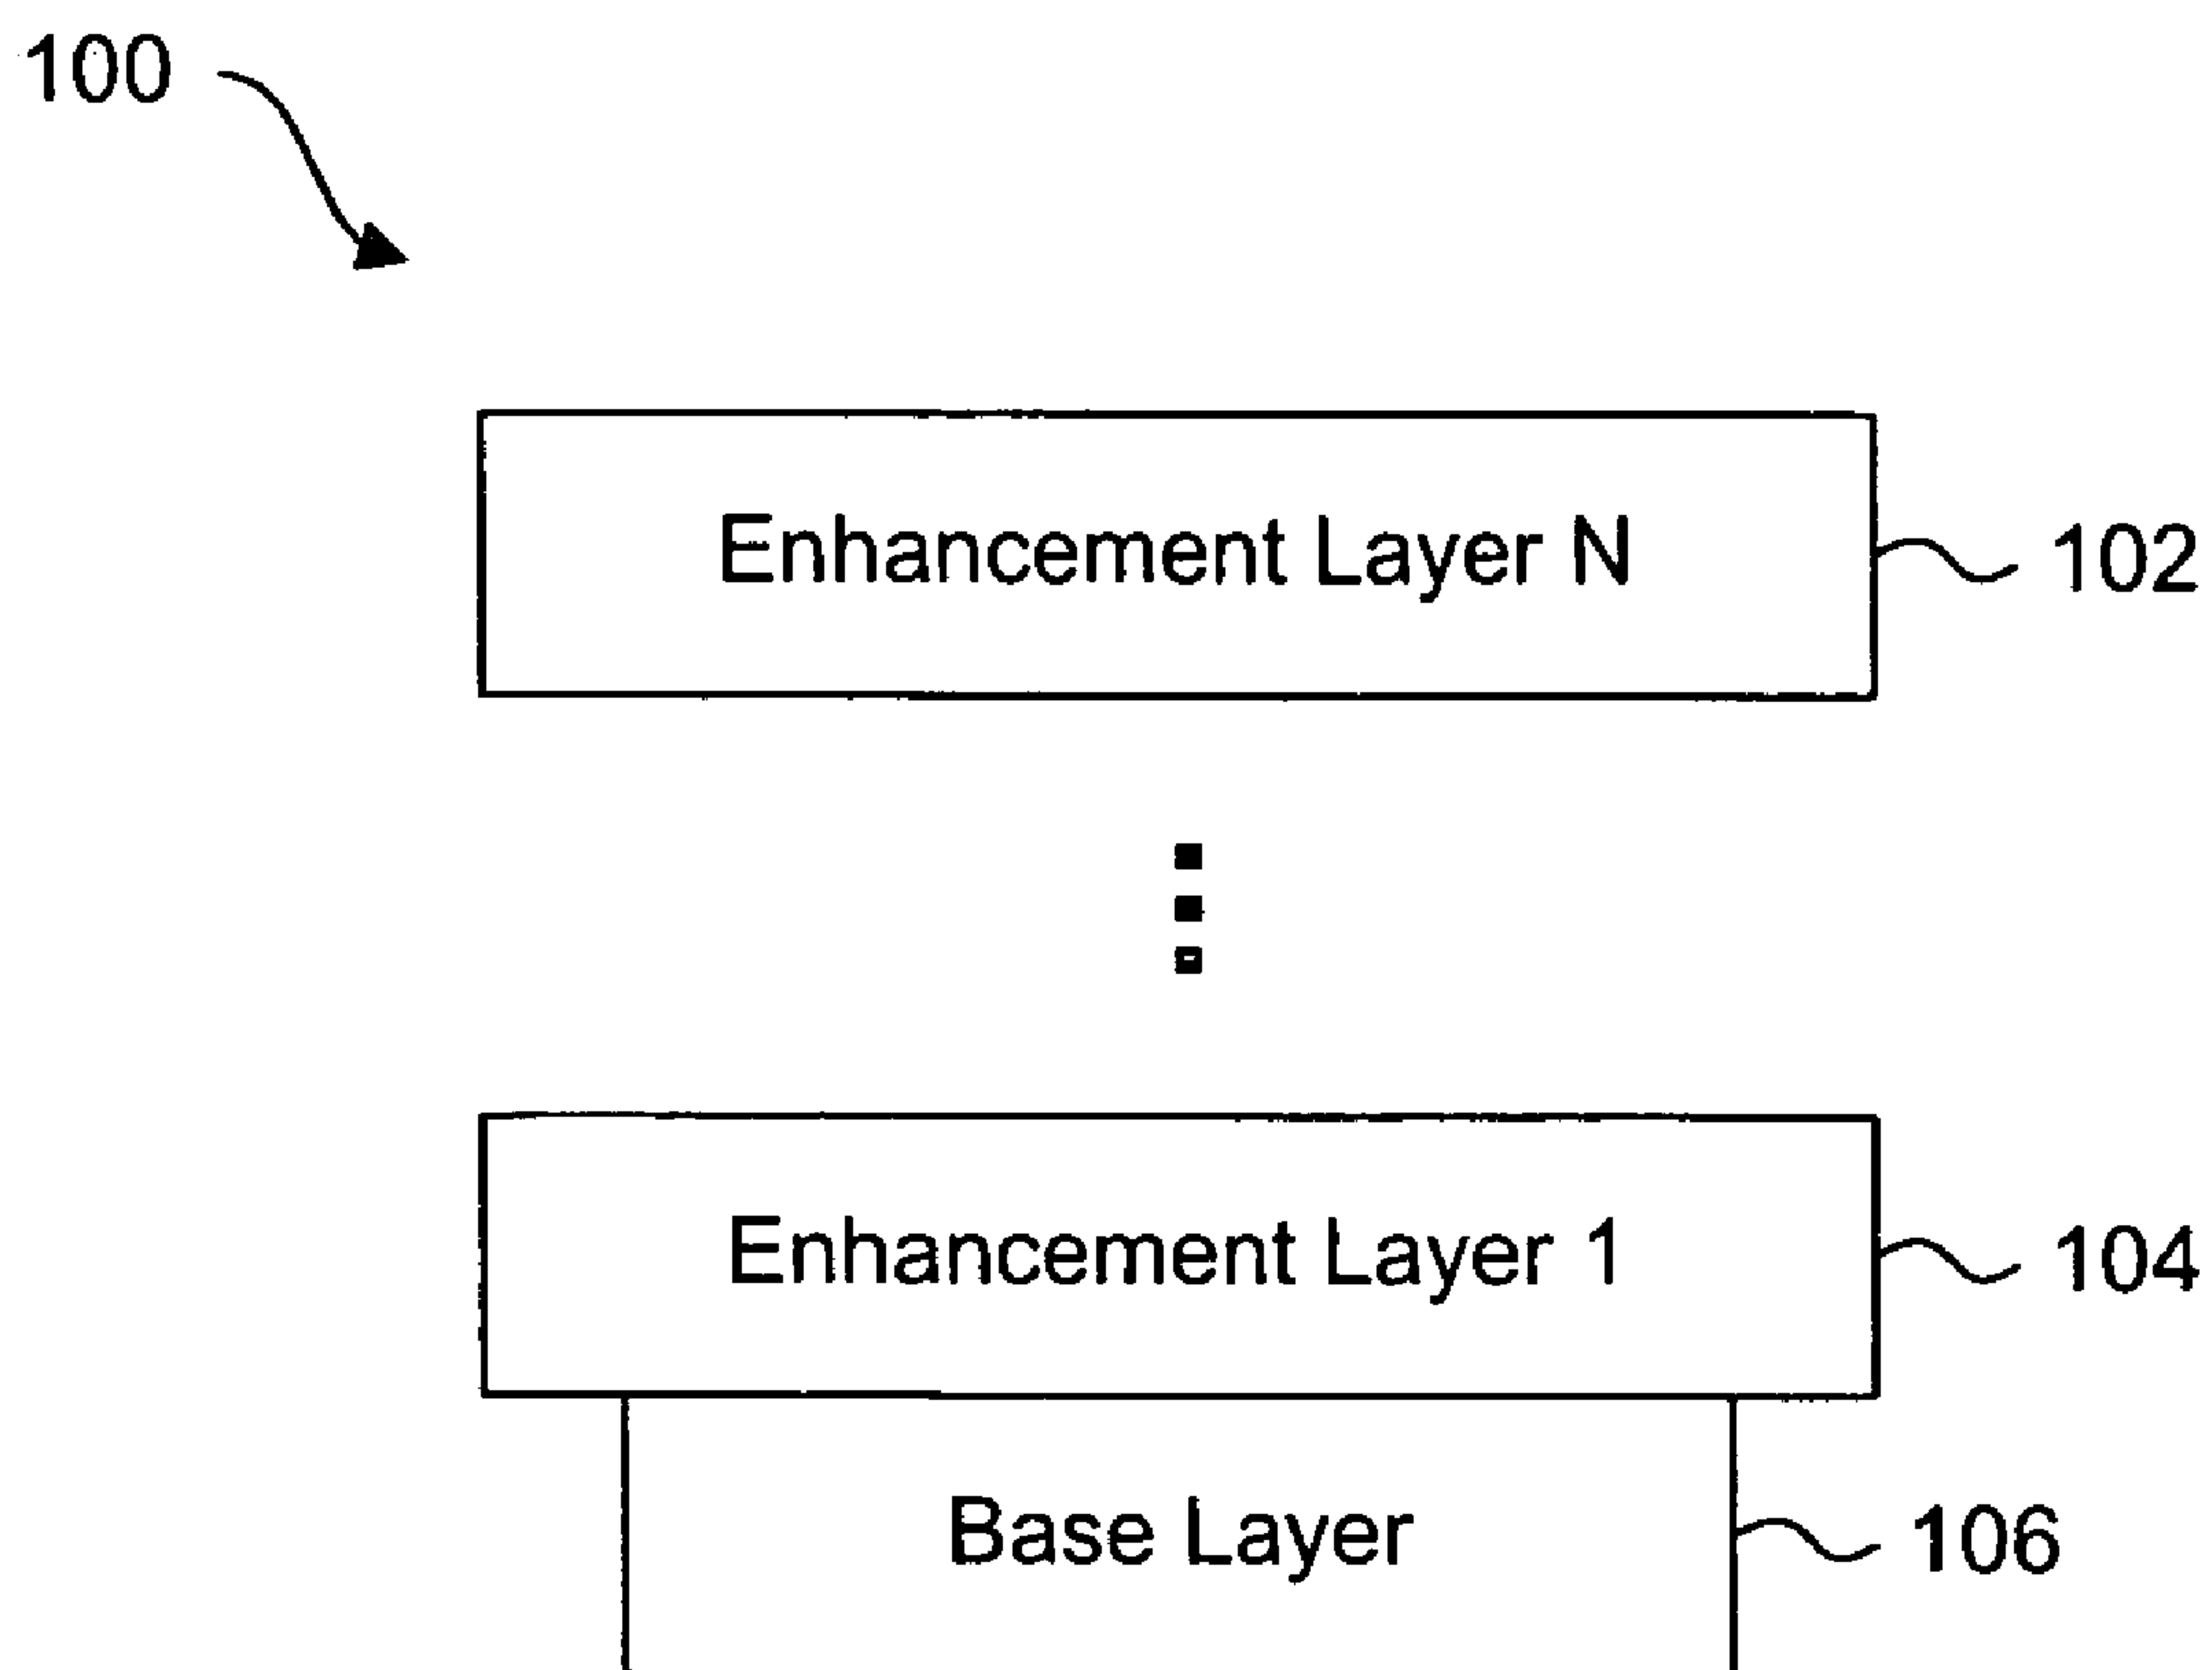 100
Enhancement Layer N
102
Enhancement Layer 1
104
Base Layer
106